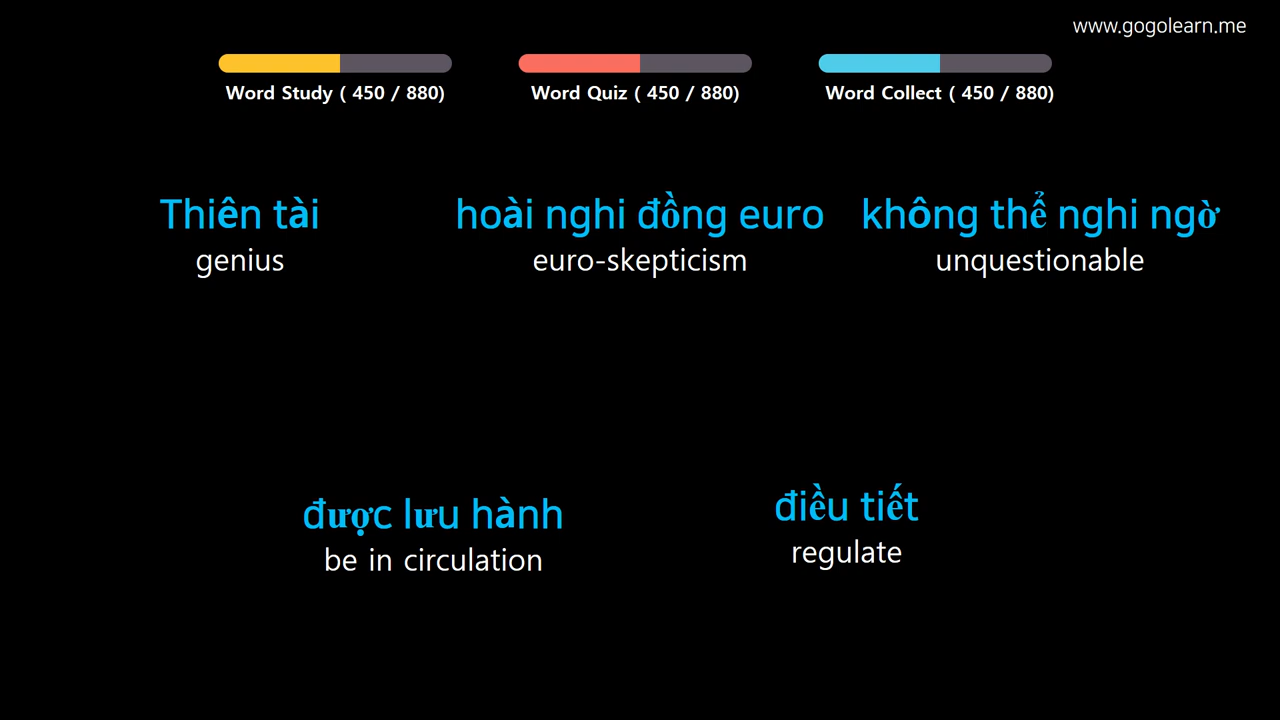 www.gogolearn.me
Word Study ( 450 / 880)
Word Quiz ( 450 / 880)
Word Collect ( 450 / 880)
Thiên tài
genius
hoài nghi đồng euro
euro-skepticism
không thể nghi ngờ
unquestionable
được lưu hành
be in circulation
điều tiết
regulate